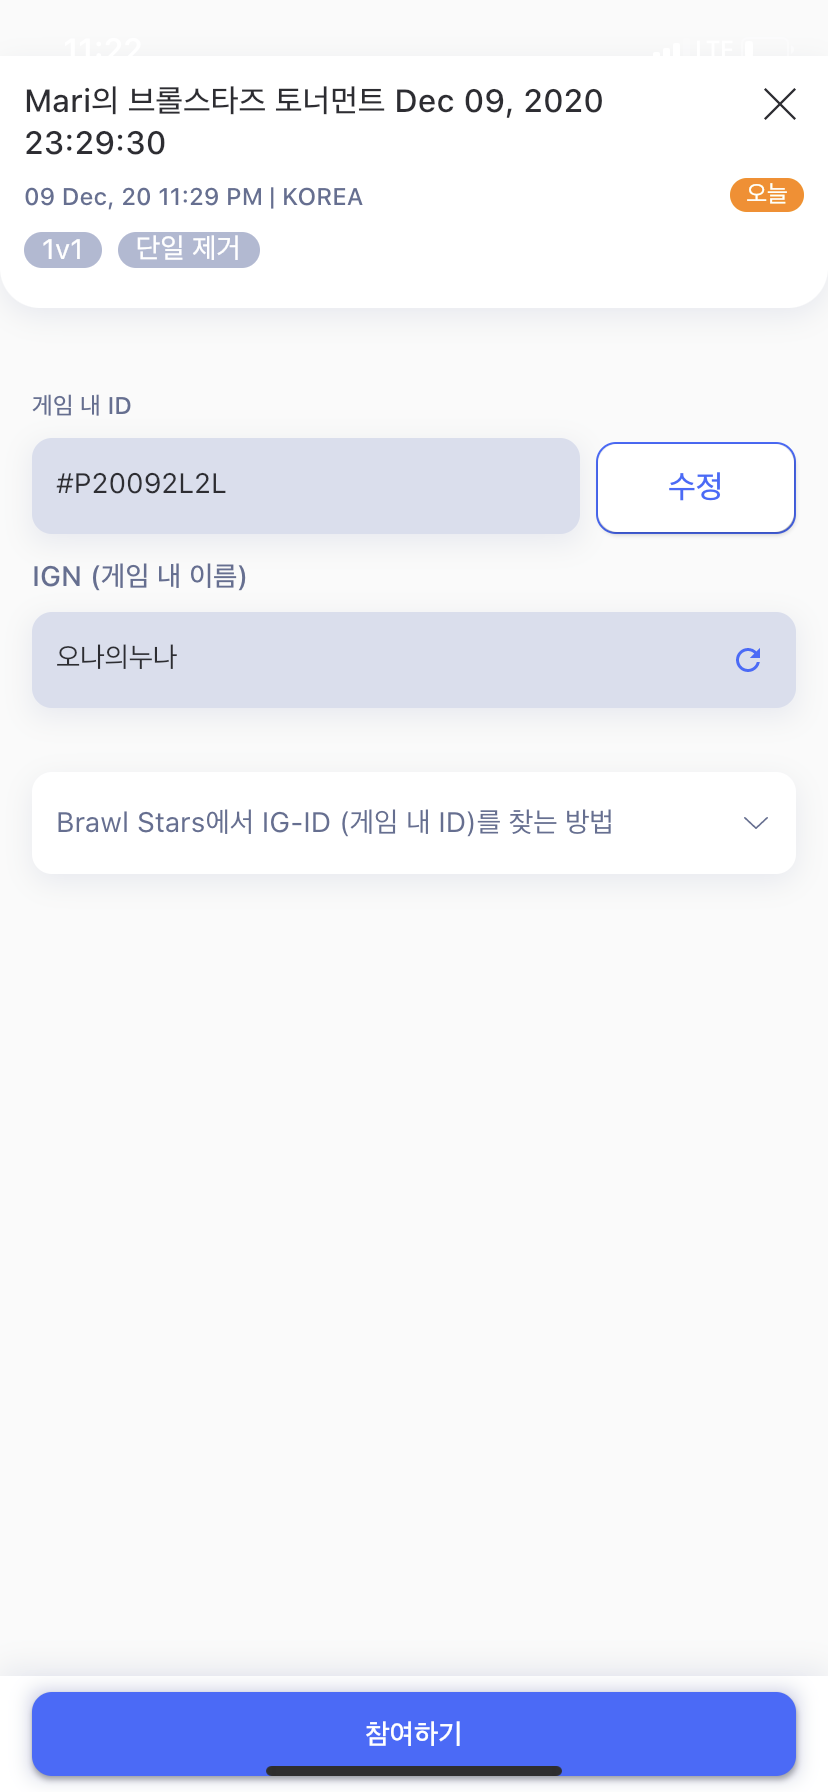 11:22
LTE
Mari의 브롤스타즈 토너먼트 Dec 09, 2020
23:29:30
09 Dec, 20 11:29 PM | KOREA
오늘
1v1 단일 제거
게임 내 ID
#P20092L2L
수정
IGN (게임 내 이름)
오나의누나
Brawl Stars에서 IG-ID (게임 내 ID)를 찾는 방법
참여하기